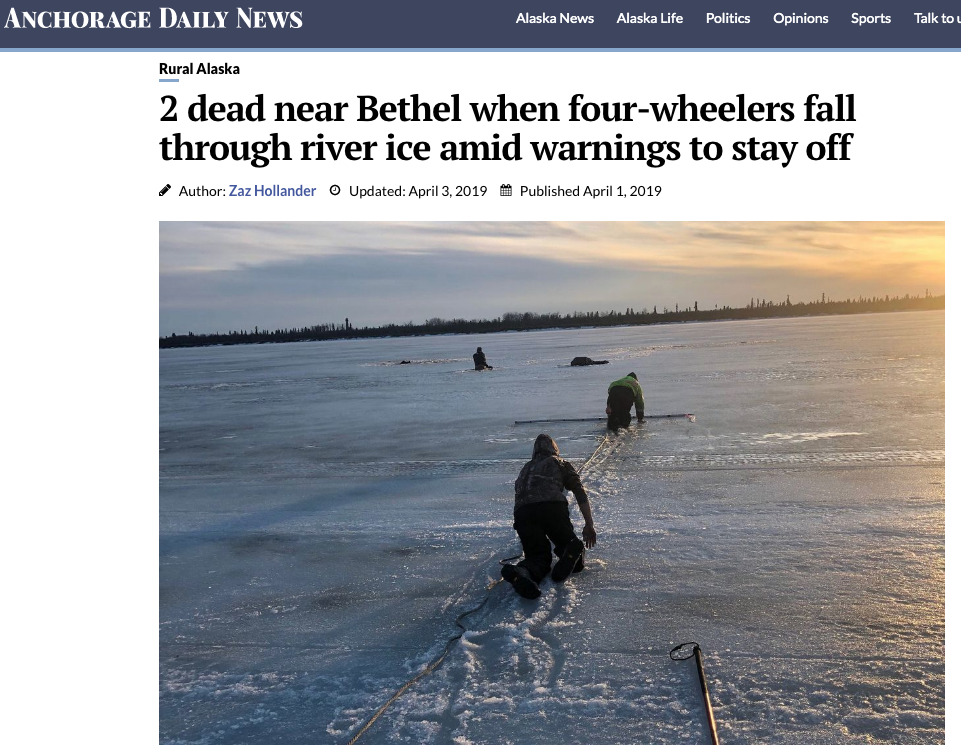 ANCHORAGE DAILY NEWS
Alaska News Alaska Life Politics Opinions Sports Talk to
Rural Alaska
2 dead near Bethel when four-wheelers fall
through river ice amid warnings to stay off
Author: Zaz Hollander Updated: April 3, 2019 Published April 1, 2019